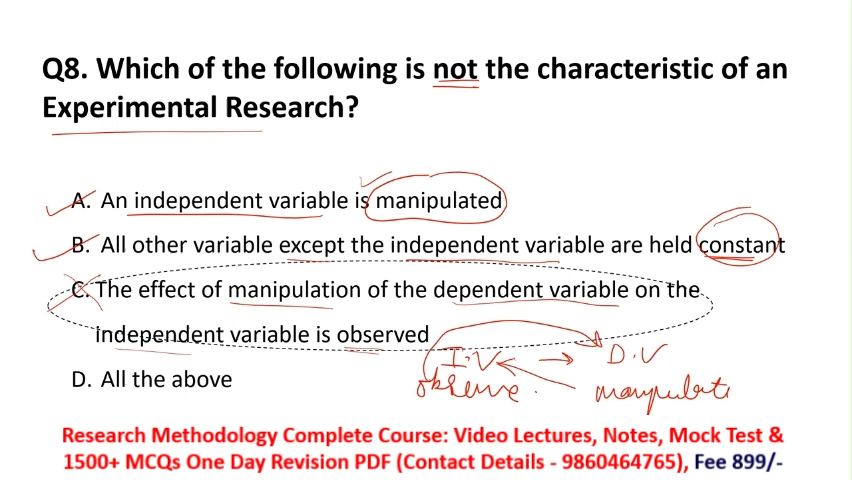 Q8. Which of the following is not the characteristic of an
Experimental Research?
A. An independent variable is manipulated
B. All other variable except the independent variable are held constant
C. The effect of manipulation of the dependent variable on the
independent variable is observed
I.V → D.V
D. All the above
observe. manipulate
Research Methodology Complete Course: Video Lectures, Notes, Mock Test &
1500+ MCQs One Day Revision PDF (Contact Details - 9860464765), Fee 899/-